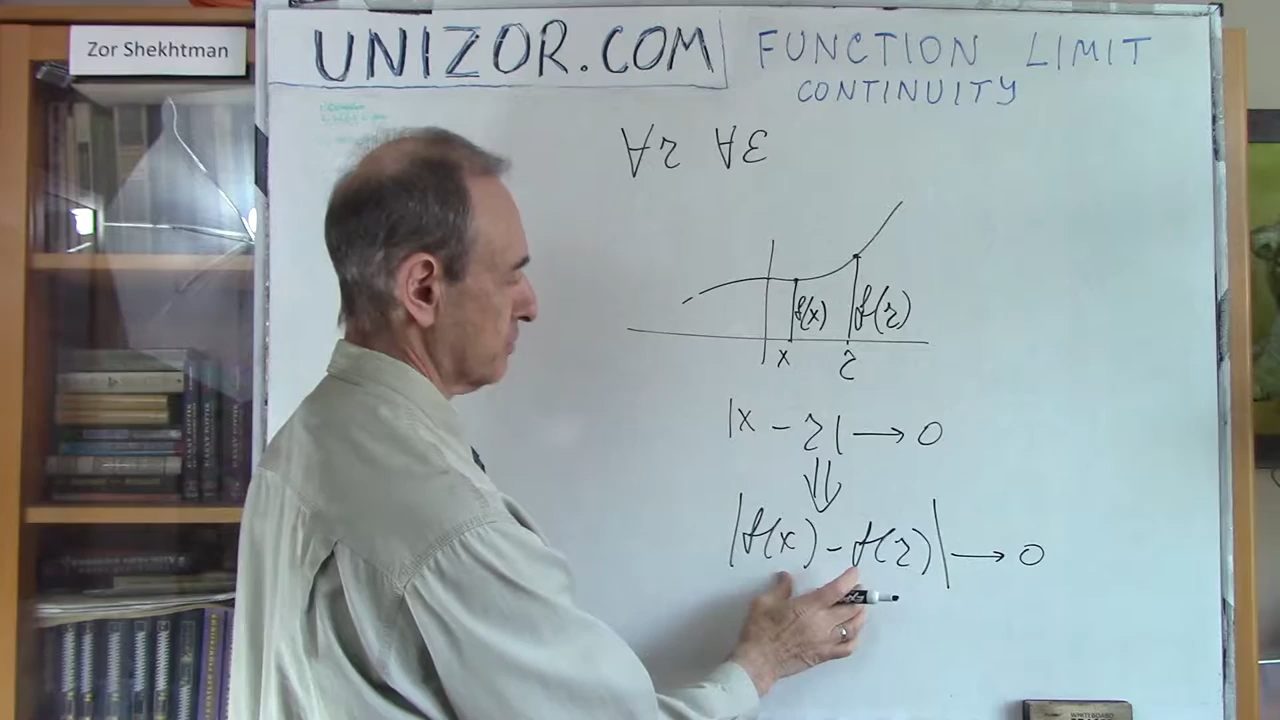 Zor Shekhtman
UNIZOR.COM
FUNCTION LIMIT
CONTINUITY
∀r ∀ε
f(x) f(r)
x r
|x - r| → 0
⇓
|f(x) - f(r)| → 0